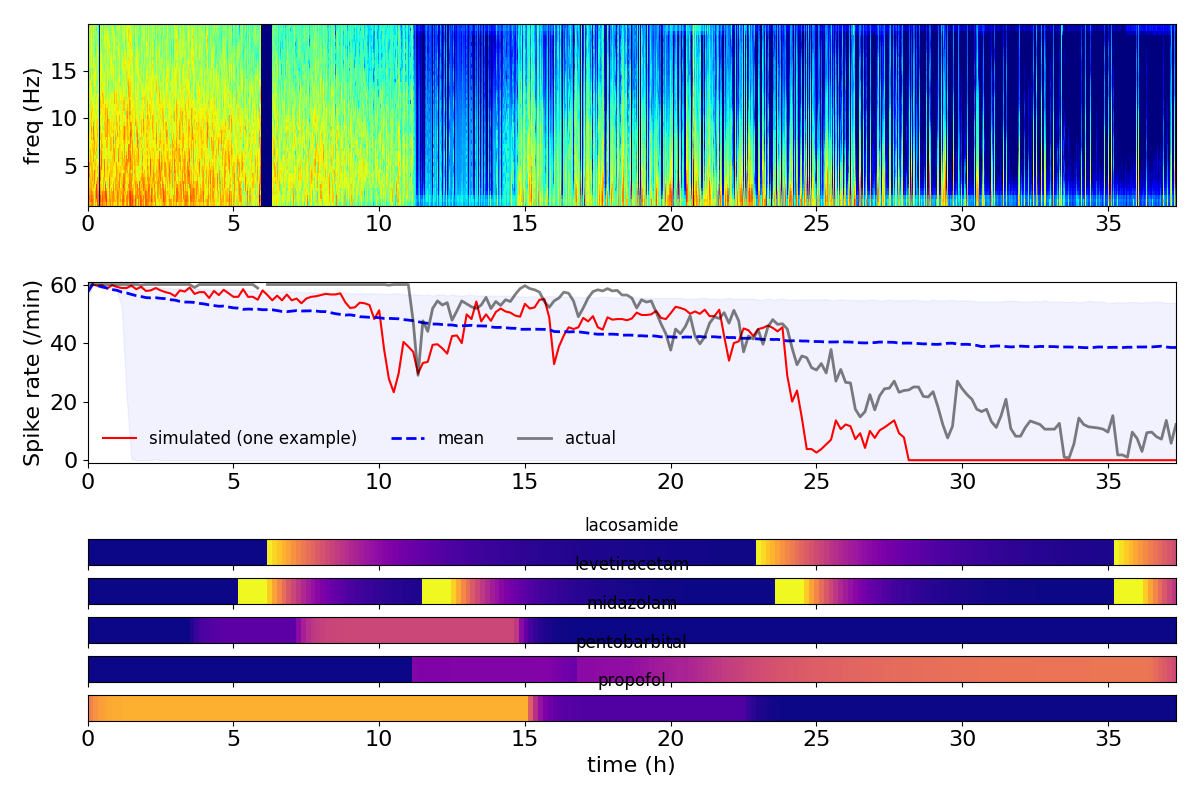 freq (Hz)
15
10
5
0 5 10 15 20 25 30 35
Spike rate (/min)
60
40
20
0
simulated (one example) mean actual
0 5 10 15 20 25 30 35
lacosamide
levetiracetam
midazolam
pentobarbital
propofol
0 5 10 15 20 25 30 35
time (h)